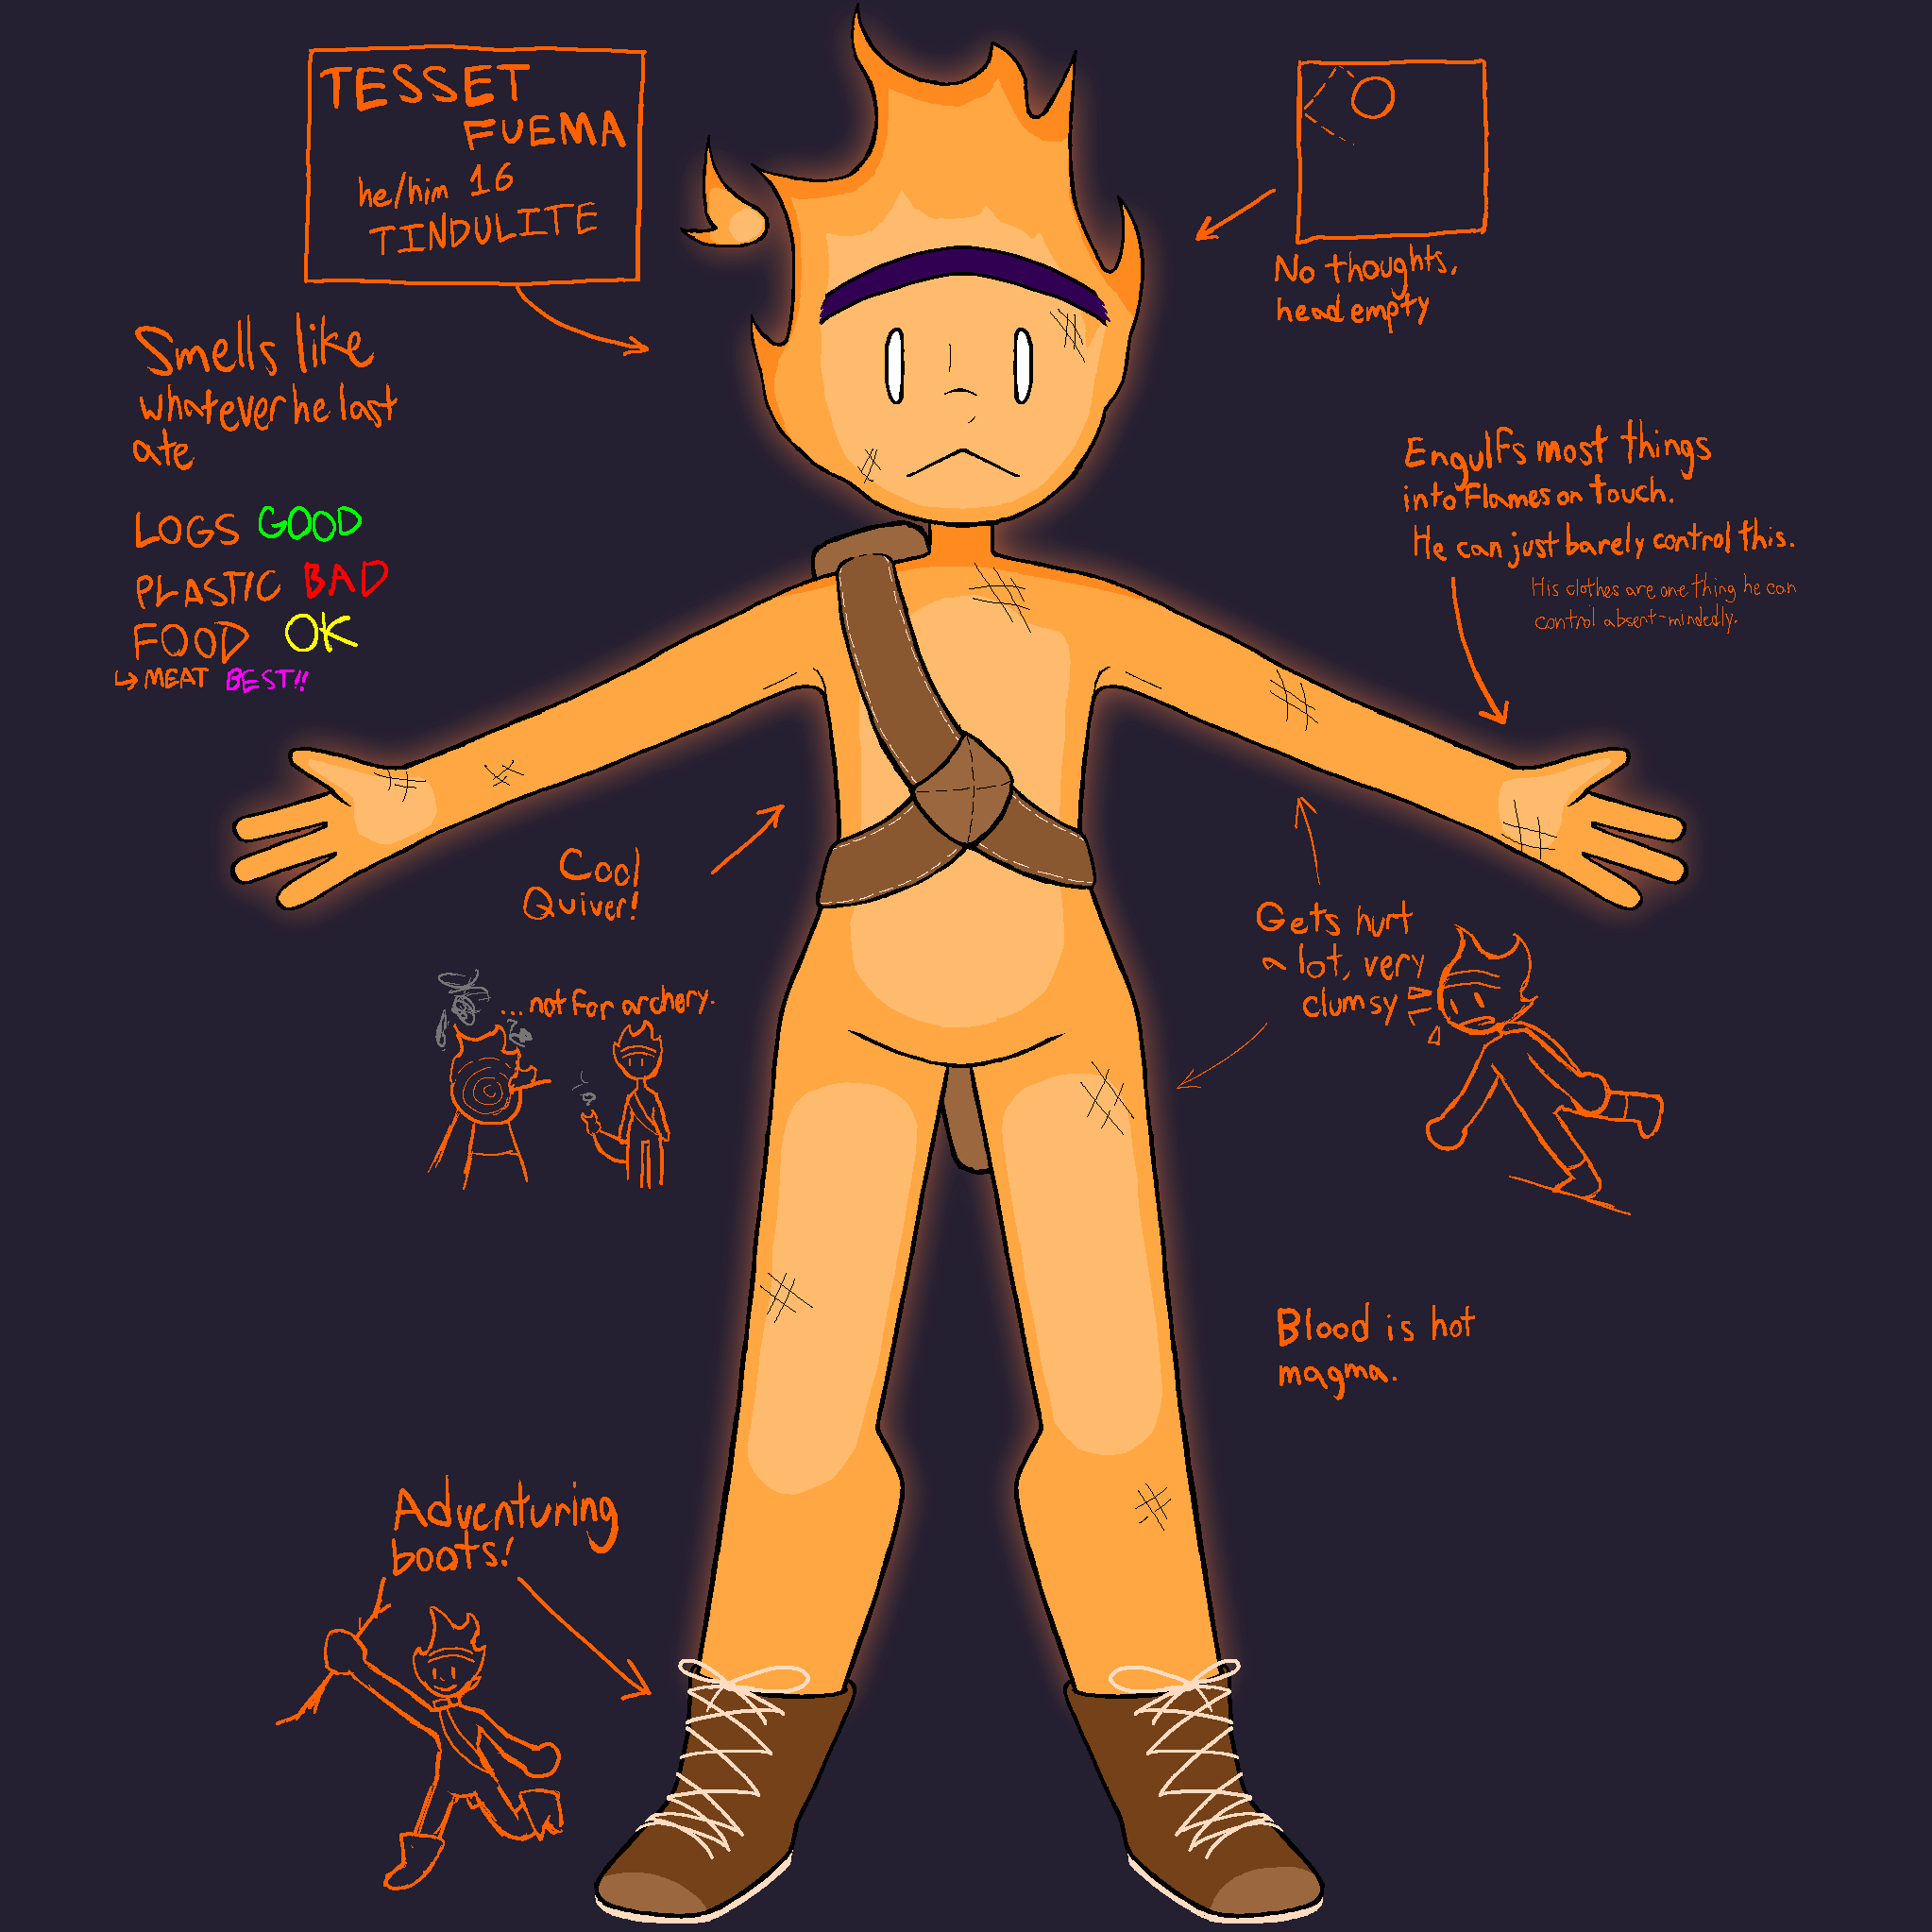 TESSET
FUEMA
he/him 16
TINDULITE
No thoughts,
head empty
Smells like
whatever he last
ate
LOGS GOOD
PLASTIC BAD
FOOD OK
↳ MEAT BEST!!
Engulfs most things
into flames on touch.
He can just barely control this.
His clothes are one thing he can
control absent-mindedly.
Cool
Quiver!
...not for archery.
Gets hurt
a lot, very
clumsy
Blood is hot
magma.
Adventuring
boots!